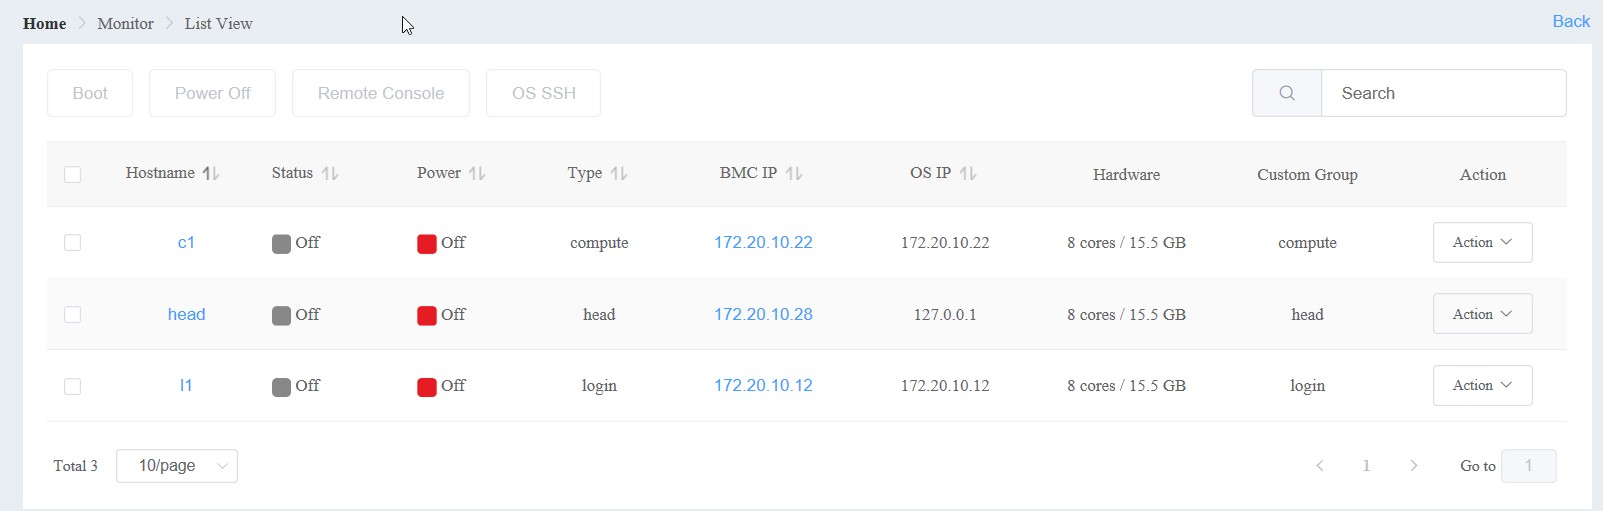 Home Monitor List View Back
Boot Power Off Remote Console OS SSH Search
Hostname Status Power Type BMC IP OS IP Hardware Custom Group Action
c1 Off Off compute 172.20.10.22 172.20.10.22 8 cores / 15.5 GB compute Action
head Off Off head 172.20.10.28 127.0.0.1 8 cores / 15.5 GB head Action
l1 Off Off login 172.20.10.12 172.20.10.12 8 cores / 15.5 GB login Action
Total 3 10/page 1 Go to 1